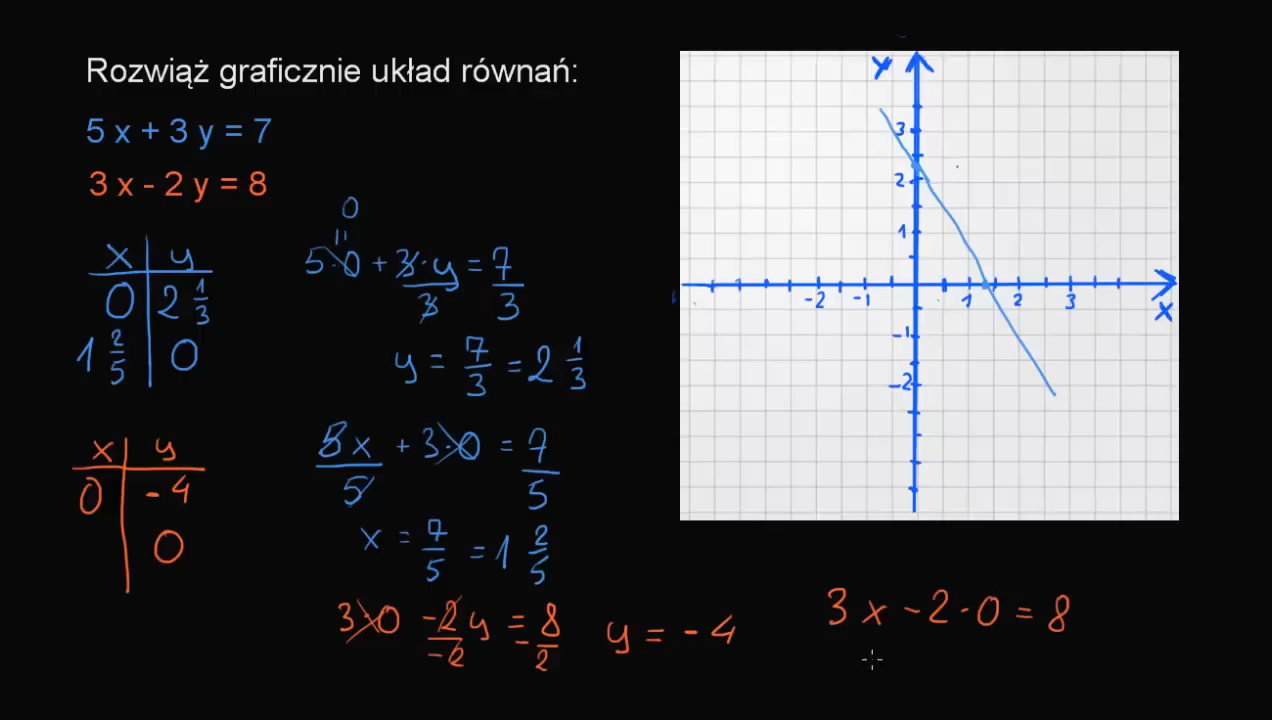 Rozwiąż graficznie układ równań:
5 x + 3 y = 7
3 x - 2 y = 8
x y
0 2 1/3
1 2/5 0
0
"
5·0 + 3·y/3 = 7/3
y = 7/3 = 2 1/3
5x/5 + 3·0 = 7/5
x = 7/5 = 1 2/5
x y
0 -4
0
3·0 -2y/-2 = 8/-2 y = -4
3x - 2·0 = 8
y
3
2
1
-2 -1 1 2 3
x
-1
-2